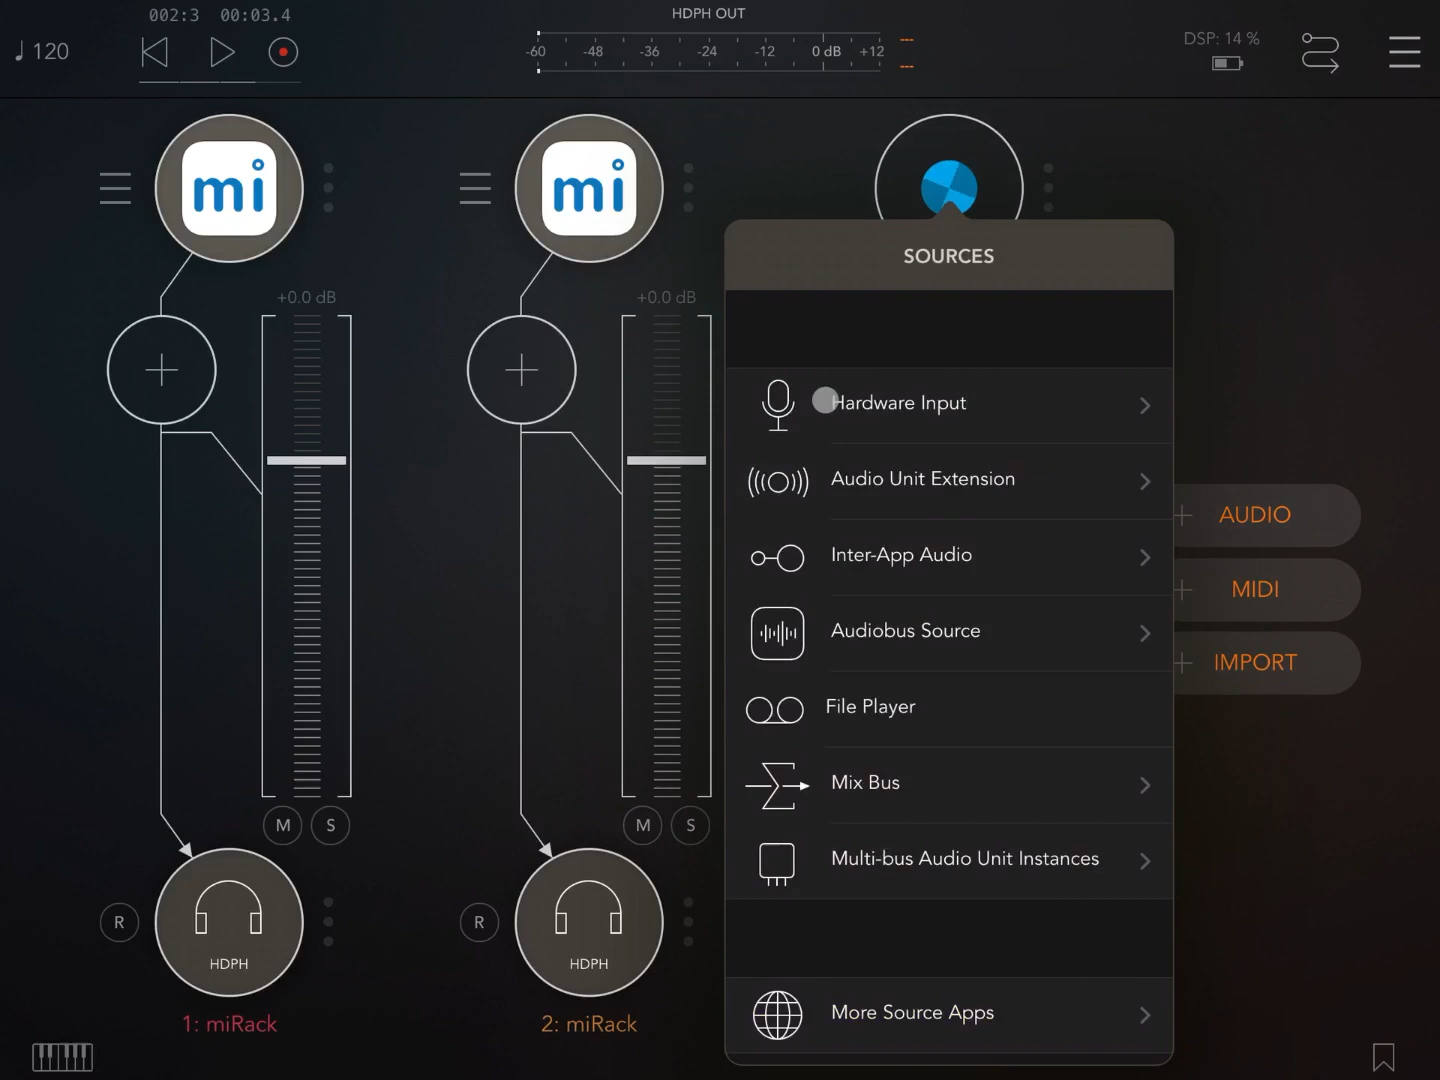 002:3 00:03.4
HDPH OUT
♩ 120
-60 -48 -36 -24 -12 0 dB +12
---
---
DSP: 14 %
mi
mi
SOURCES
+0.0 dB
+0.0 dB
Hardware Input
Audio Unit Extension
Inter-App Audio
Audiobus Source
File Player
Mix Bus
Multi-bus Audio Unit Instances
More Source Apps
+ AUDIO
+ MIDI
+ IMPORT
M S
M S
R
HDPH
R
HDPH
1: miRack
2: miRack